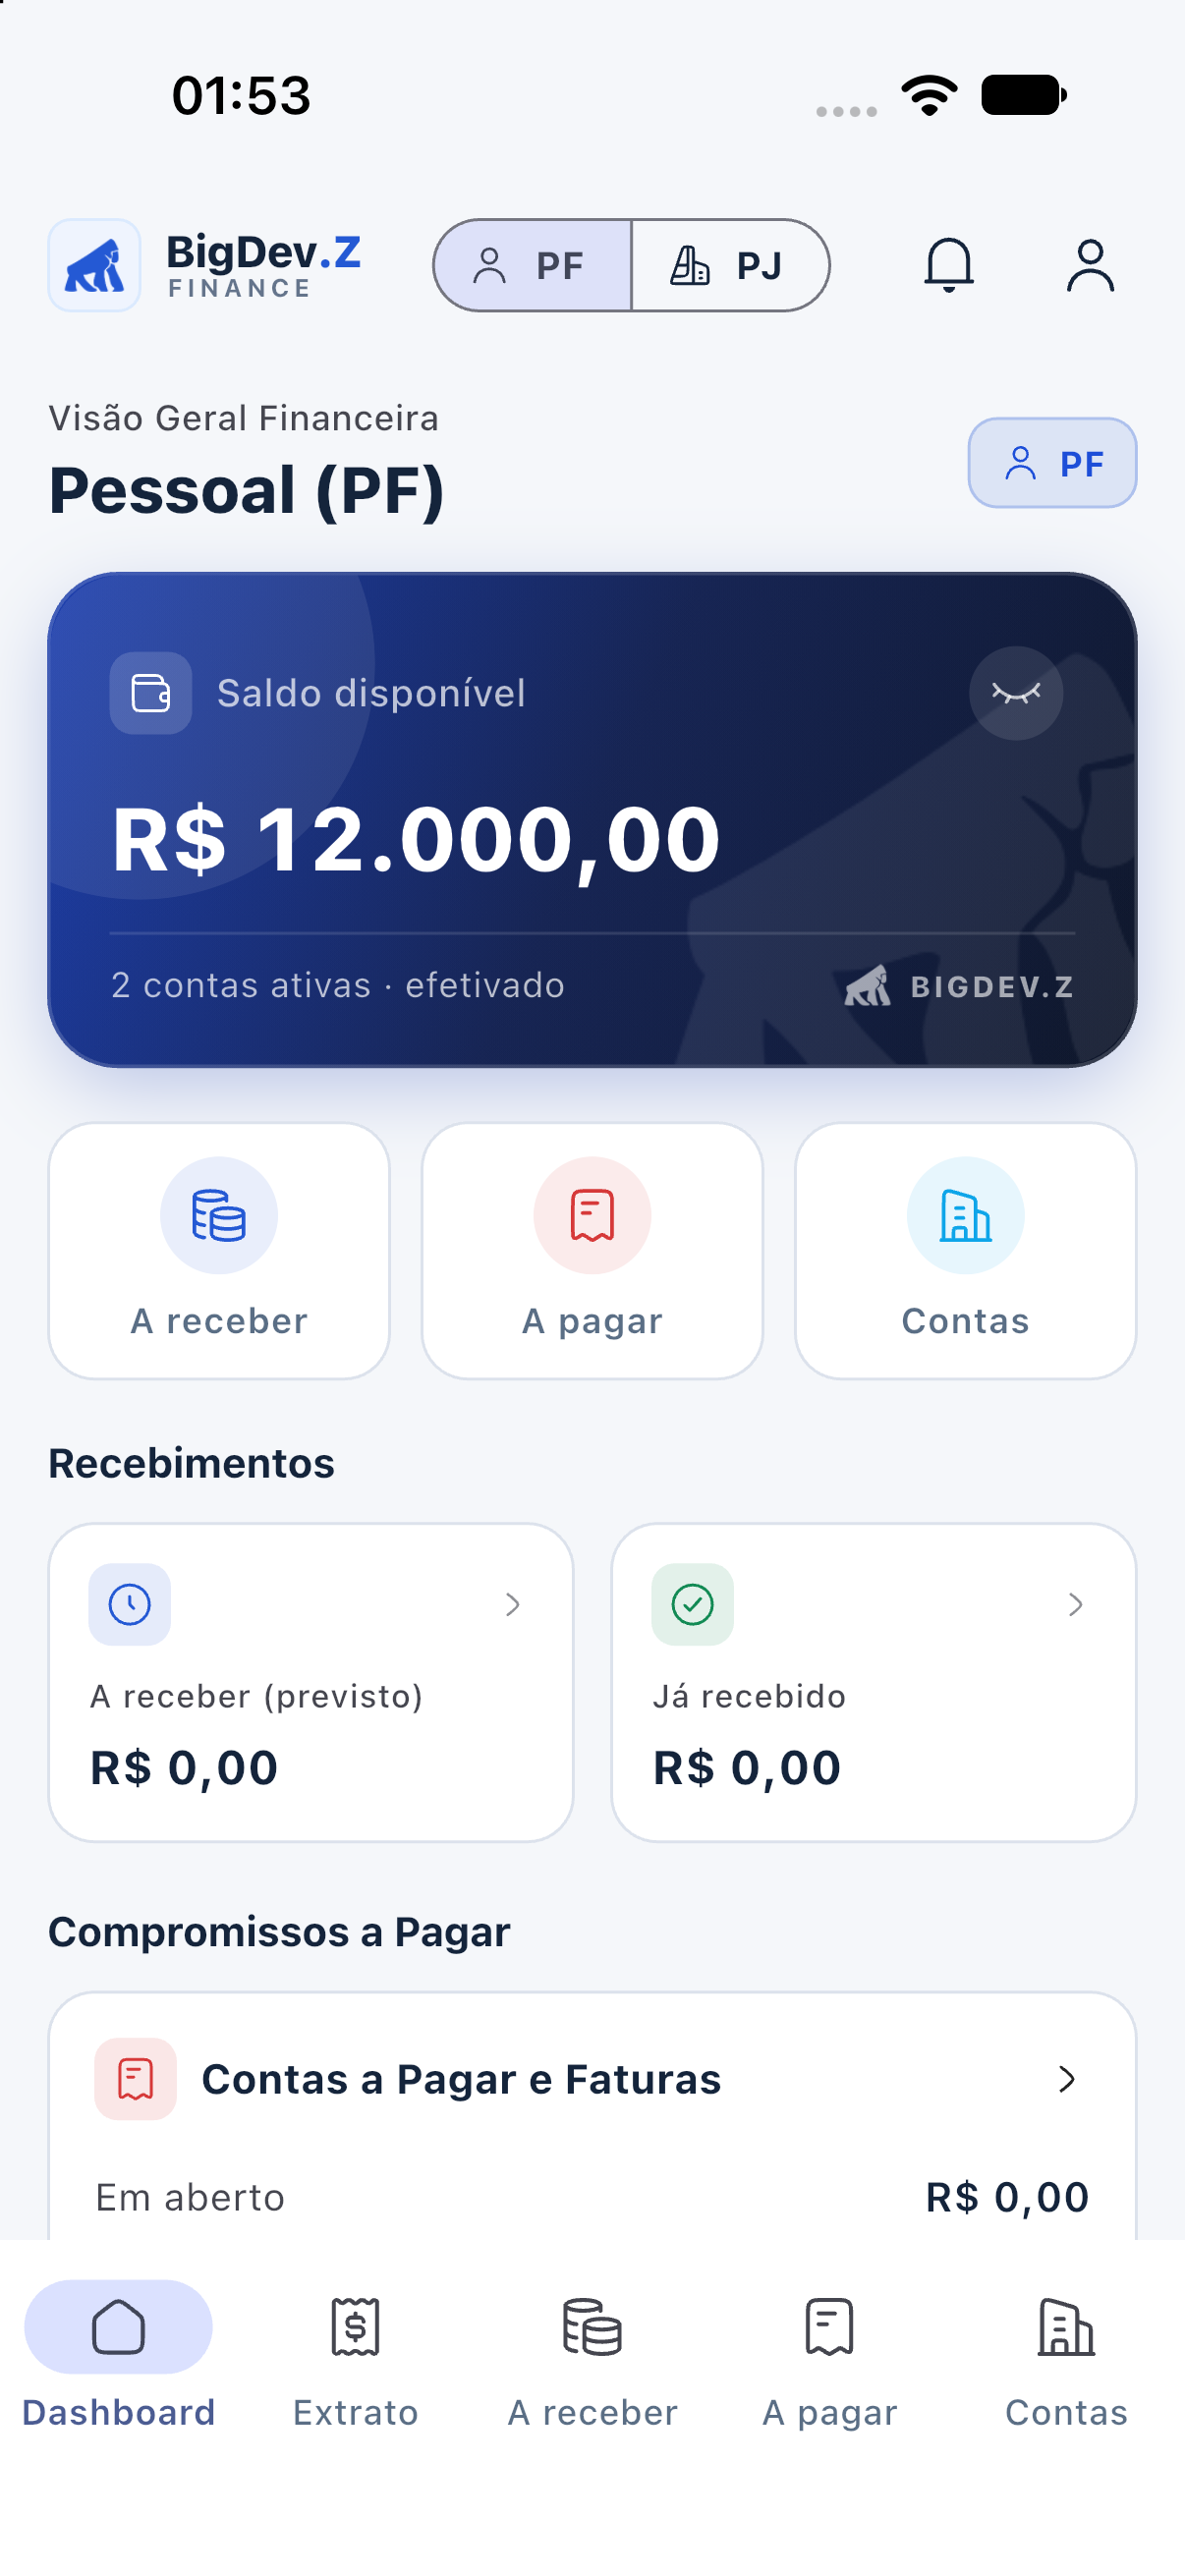 01:53
BigDev.Z
FINANCE
PF
PJ
Visão Geral Financeira
Pessoal (PF)
PF
Saldo disponível
R$ 12.000,00
2 contas ativas · efetivado
BIGDEV.Z
A receber
A pagar
Contas
Recebimentos
A receber (previsto)
R$ 0,00
Já recebido
R$ 0,00
Compromissos a Pagar
Contas a Pagar e Faturas
Em aberto
R$ 0,00
Dashboard
Extrato
A receber
A pagar
Contas